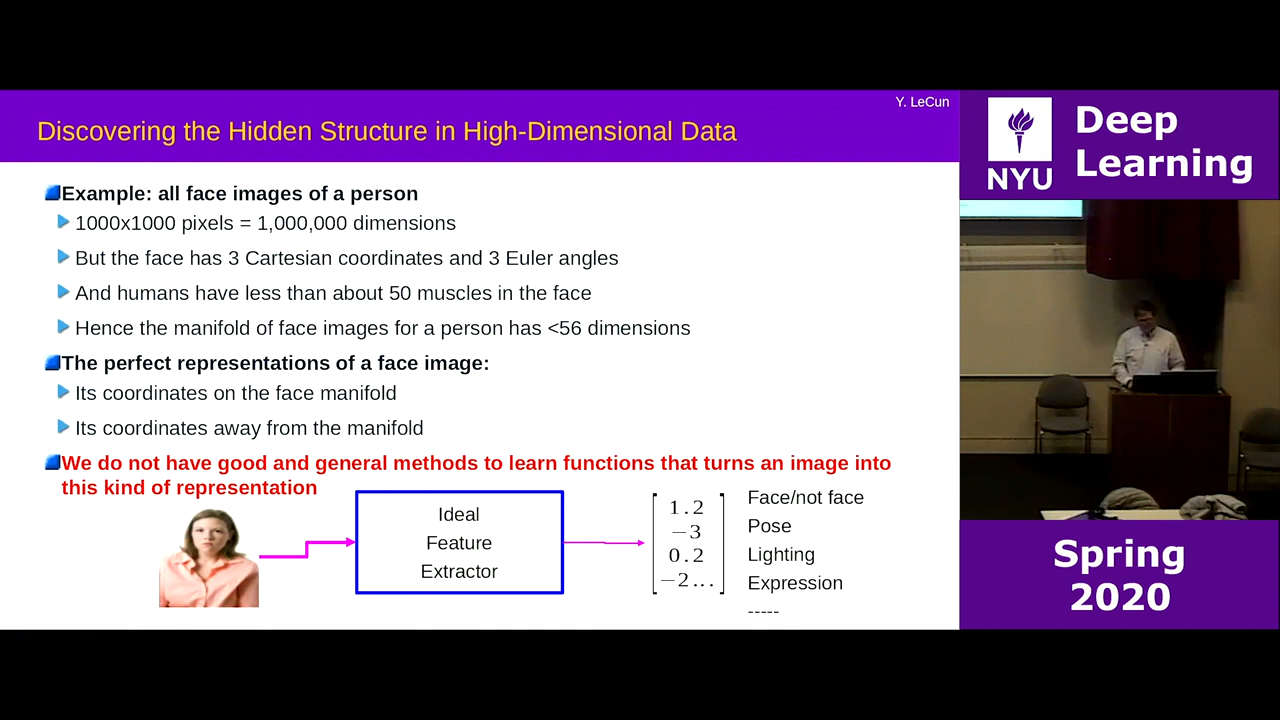 Y. LeCun
Discovering the Hidden Structure in High-Dimensional Data
Example: all face images of a person
1000x1000 pixels = 1,000,000 dimensions
But the face has 3 Cartesian coordinates and 3 Euler angles
And humans have less than about 50 muscles in the face
Hence the manifold of face images for a person has <56 dimensions
The perfect representations of a face image:
Its coordinates on the face manifold
Its coordinates away from the manifold
We do not have good and general methods to learn functions that turns an image into
this kind of representation
Ideal
Feature
Extractor
1.2
−3
0.2
−2...
Face/not face
Pose
Lighting
Expression
-----
NYU
Deep
Learning
Spring
2020